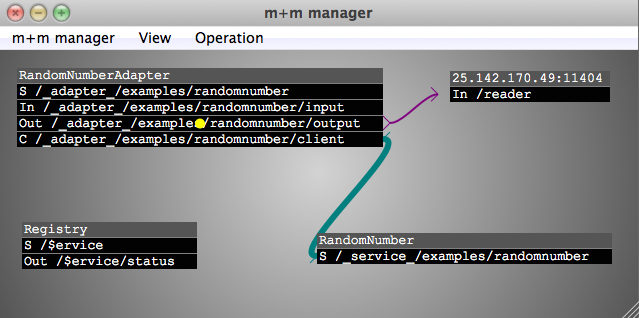 m+m manager
m+m manager View Operation
RandomNumberAdapter
S /_adapter_/examples/randomnumber
In /_adapter_/examples/randomnumber/input
Out /_adapter_/examples/randomnumber/output
C /_adapter_/examples/randomnumber/client
25.142.170.49:11404
In /reader
Registry
S /$ervice
Out /$ervice/status
RandomNumber
S /_service_/examples/randomnumber